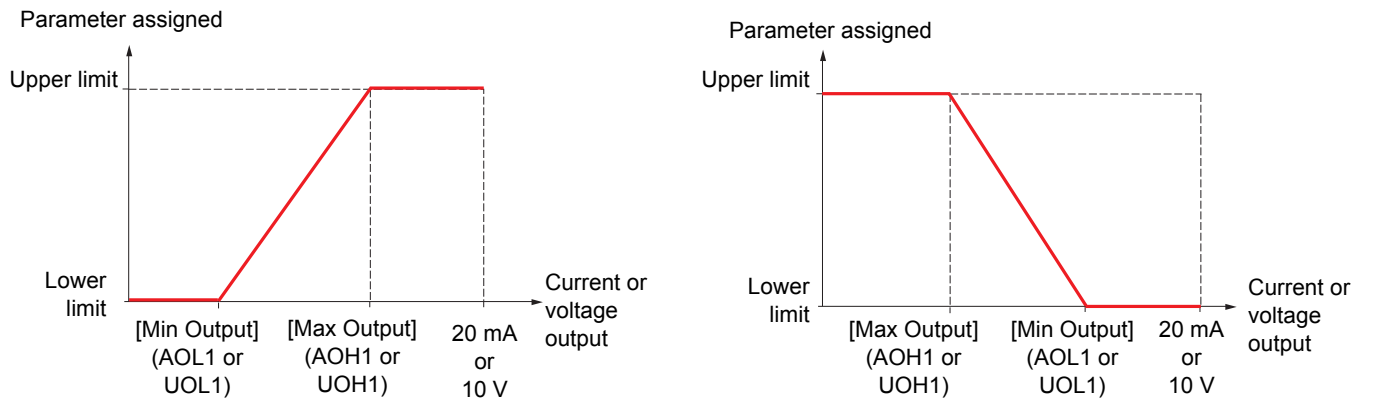 Parameter assigned
Upper limit
Lower
limit
[Min Output]
(AOL1 or
UOL1)
[Max Output]
(AOH1 or
UOH1)
20 mA
or
10 V
Current or
voltage
output
Parameter assigned
Upper limit
Lower
limit
[Max Output]
(AOH1 or
UOH1)
[Min Output]
(AOL1 or
UOL1)
20 mA
or
10 V
Current or
voltage
output